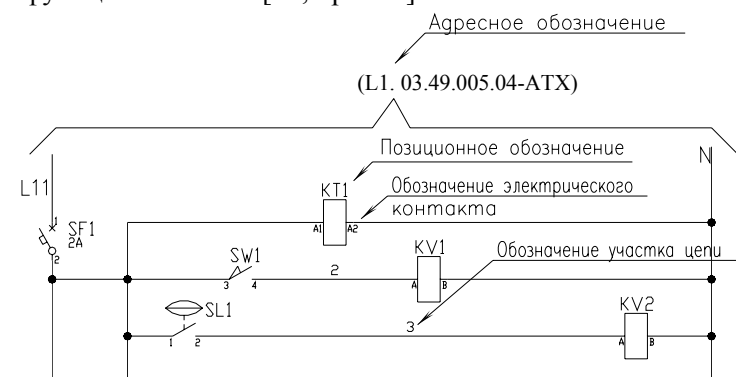 Адресное обозначение
(L1. 03.49.005.04-АТХ)
Позиционное обозначение
N
L11
KT1
Обозначение электрического
контакта
A1 A2
1
SF1
2A
2
SW1
3 4
2
KV1
A B
Обозначение участка цепи
SL1
1 2
3
KV2
A B